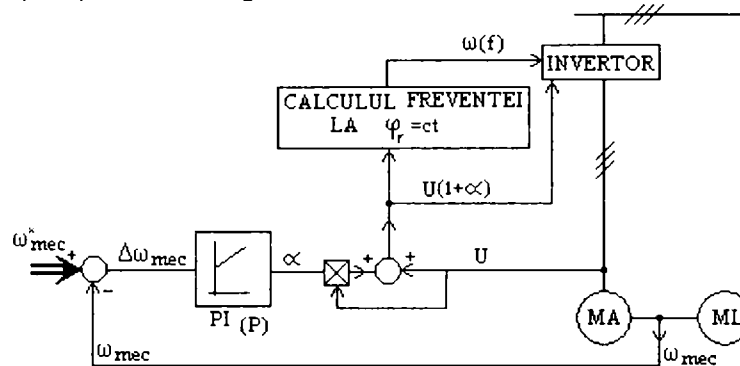 ω(f)
INVERTOR
CALCULUL FREVENTEI
LA φr=ct
U(1+∝)
ω*mec
+
Δωmec
∝
+
+
U
−
PI (P)
MA
ML
ωmec
ωmec